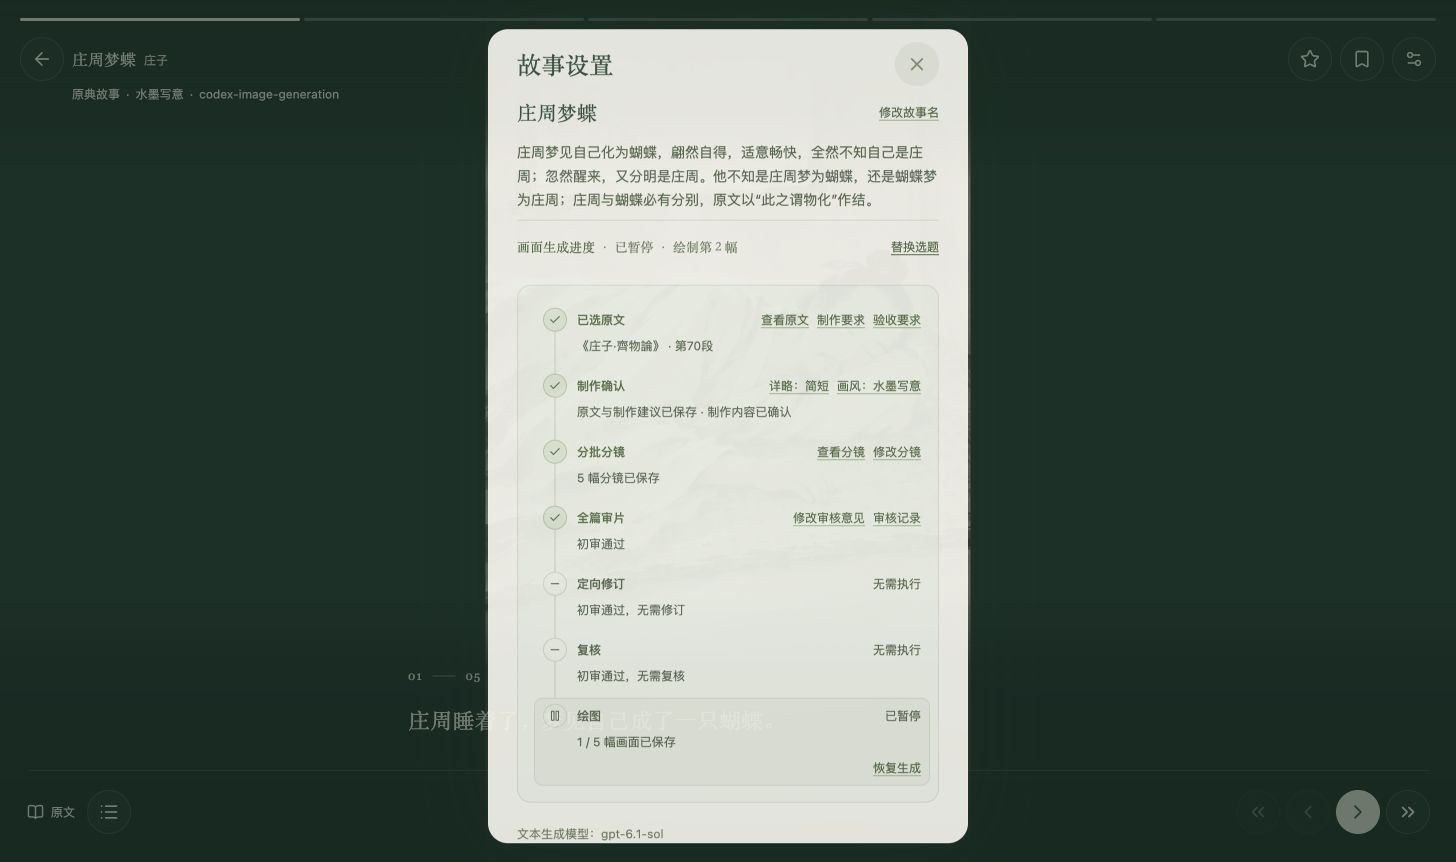 庄周梦蝶 庄子
原典故事 · 水墨写意 · codex-image-generation
故事设置
庄周梦蝶 修改故事名
庄周梦见自己化为蝴蝶，翩然自得，适意畅快，全然不知自己是庄
周；忽然醒来，又分明是庄周。他不知是庄周梦为蝴蝶，还是蝴蝶梦
为庄周；庄周与蝴蝶必有分别，原文以“此之谓物化”作结。
画面生成进度 · 已暂停 · 绘制第 2 幅 替换选题
已选原文 查看原文 制作要求 验收要求
《庄子·齊物論》 · 第70段
制作确认 详略：简短 画风：水墨写意
原文与制作建议已保存 · 制作内容已确认
分批分镜 查看分镜 修改分镜
5 幅分镜已保存
全篇审片 修改审核意见 审核记录
初审通过
定向修订 无需执行
初审通过，无需修订
复核 无需执行
初审通过，无需复核
绘图 已暂停
1 / 5 幅画面已保存
恢复生成
文本生成模型：gpt-6.1-sol
01 05
庄周睡着了，梦见自己成了一只蝴蝶。
原文